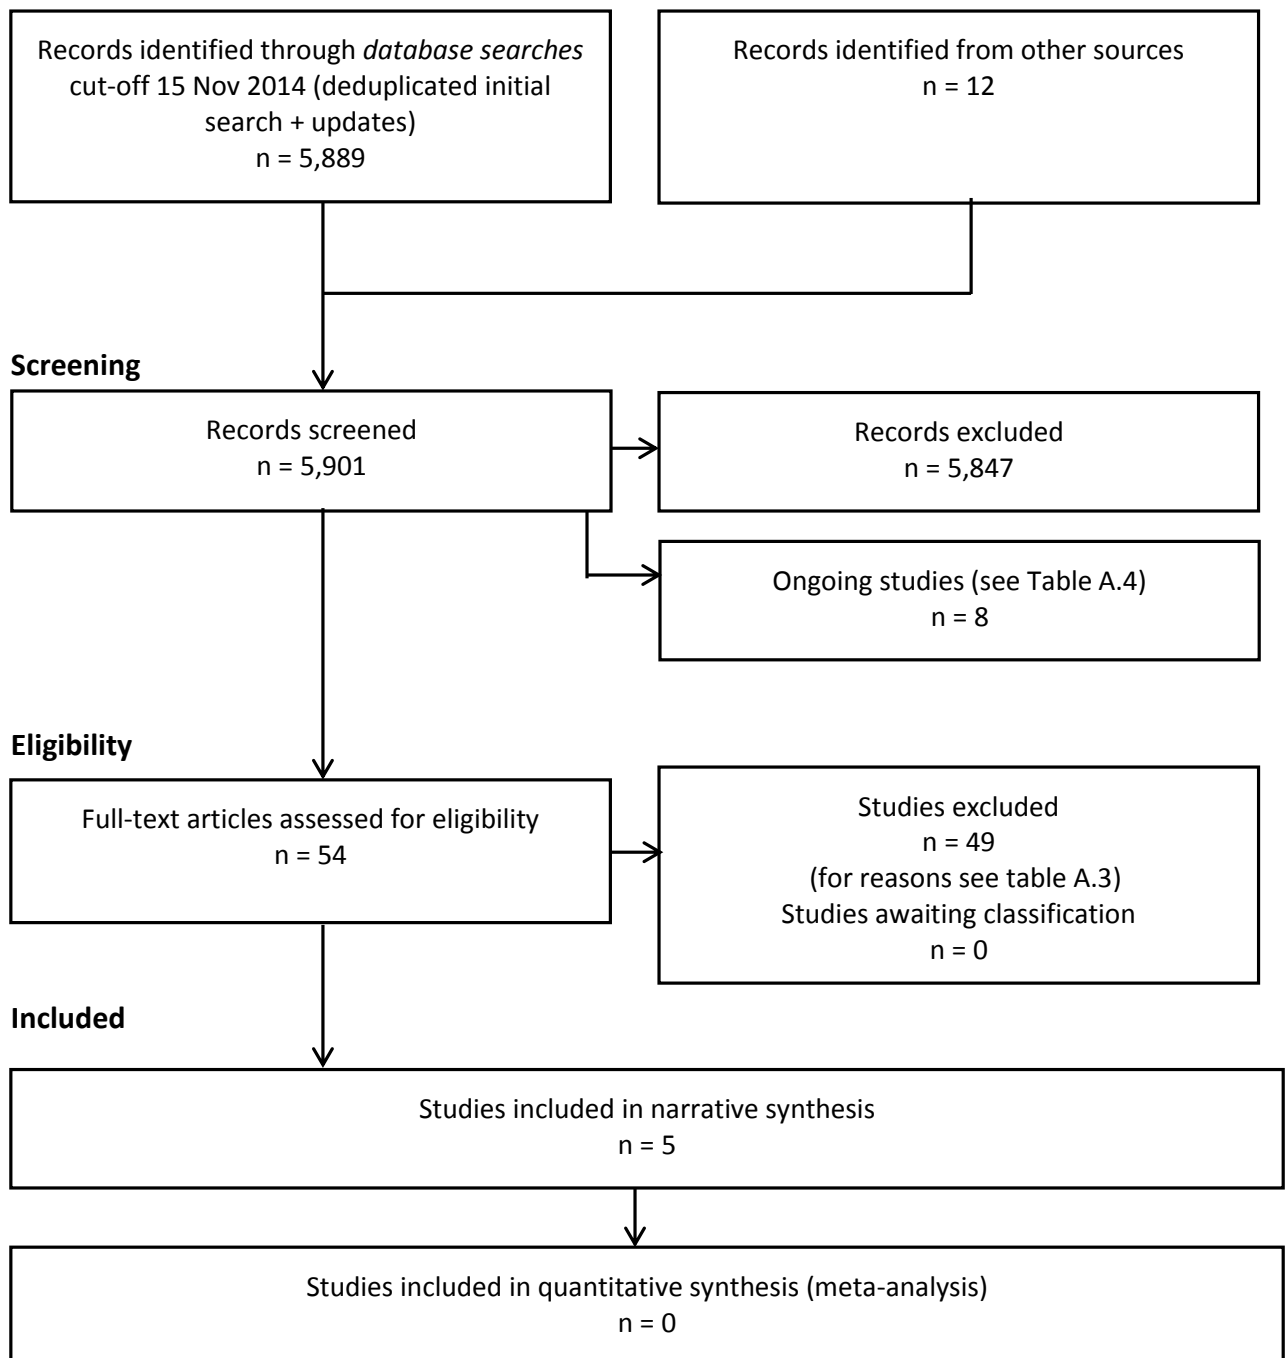 Records identified through database searches
cut-off 15 Nov 2014 (deduplicated initial
search + updates)
n = 5,889
Records identified from other sources
n = 12
Screening
Records screened
n = 5,901
Records excluded
n = 5,847
Ongoing studies (see Table A.4)
n = 8
Eligibility
Full-text articles assessed for eligibility
n = 54
Studies excluded
n = 49
(for reasons see table A.3)
Studies awaiting classification
n = 0
Included
Studies included in narrative synthesis
n = 5
Studies included in quantitative synthesis (meta-analysis)
n = 0